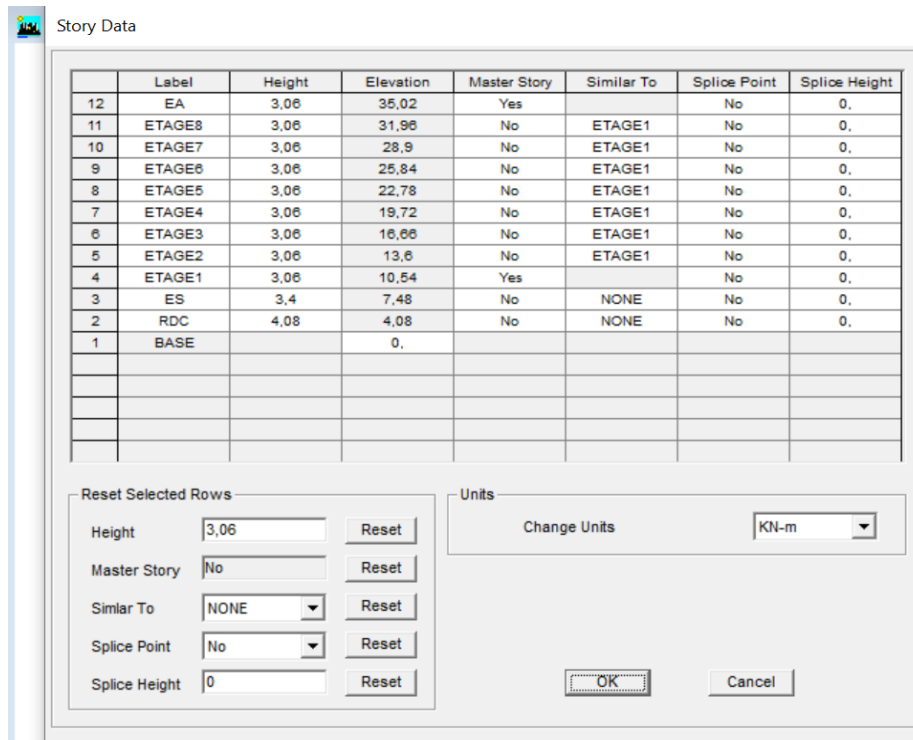 Story Data
Label Height Elevation Master Story Similar To Splice Point Splice Height
12 EA 3,06 35,02 Yes No 0,
11 ETAGE8 3,06 31,96 No ETAGE1 No 0,
10 ETAGE7 3,06 28,9 No ETAGE1 No 0,
9 ETAGE6 3,06 25,84 No ETAGE1 No 0,
8 ETAGE5 3,06 22,78 No ETAGE1 No 0,
7 ETAGE4 3,06 19,72 No ETAGE1 No 0,
6 ETAGE3 3,06 16,66 No ETAGE1 No 0,
5 ETAGE2 3,06 13,6 No ETAGE1 No 0,
4 ETAGE1 3,06 10,54 Yes No 0,
3 ES 3,4 7,48 No NONE No 0,
2 RDC 4,08 4,08 No NONE No 0,
1 BASE 0,
Reset Selected Rows
Height 3,06 Reset
Master Story No Reset
Simlar To NONE Reset
Splice Point No Reset
Splice Height 0 Reset
Units
Change Units KN-m
OK Cancel